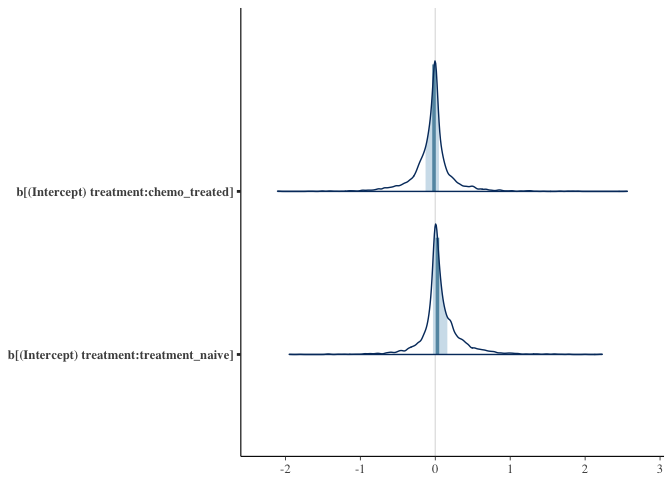 b[(Intercept) treatment:chemo_treated]
b[(Intercept) treatment:treatment_naive]
-2 -1 0 1 2 3